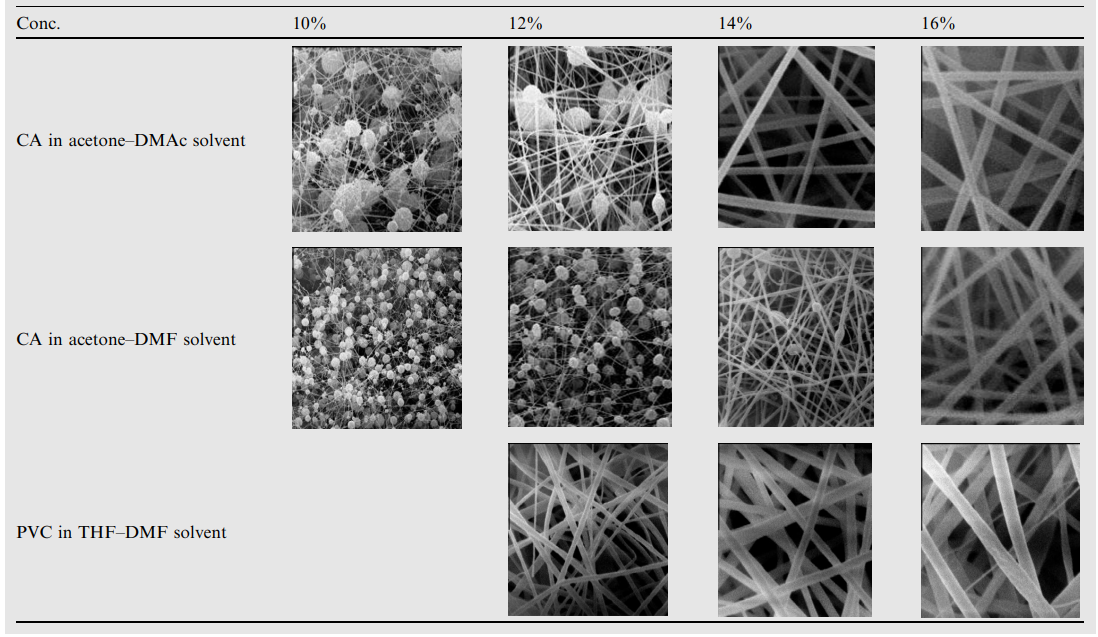 Conc. 10% 12% 14% 16%
CA in acetone–DMAc solvent
CA in acetone–DMF solvent
PVC in THF–DMF solvent